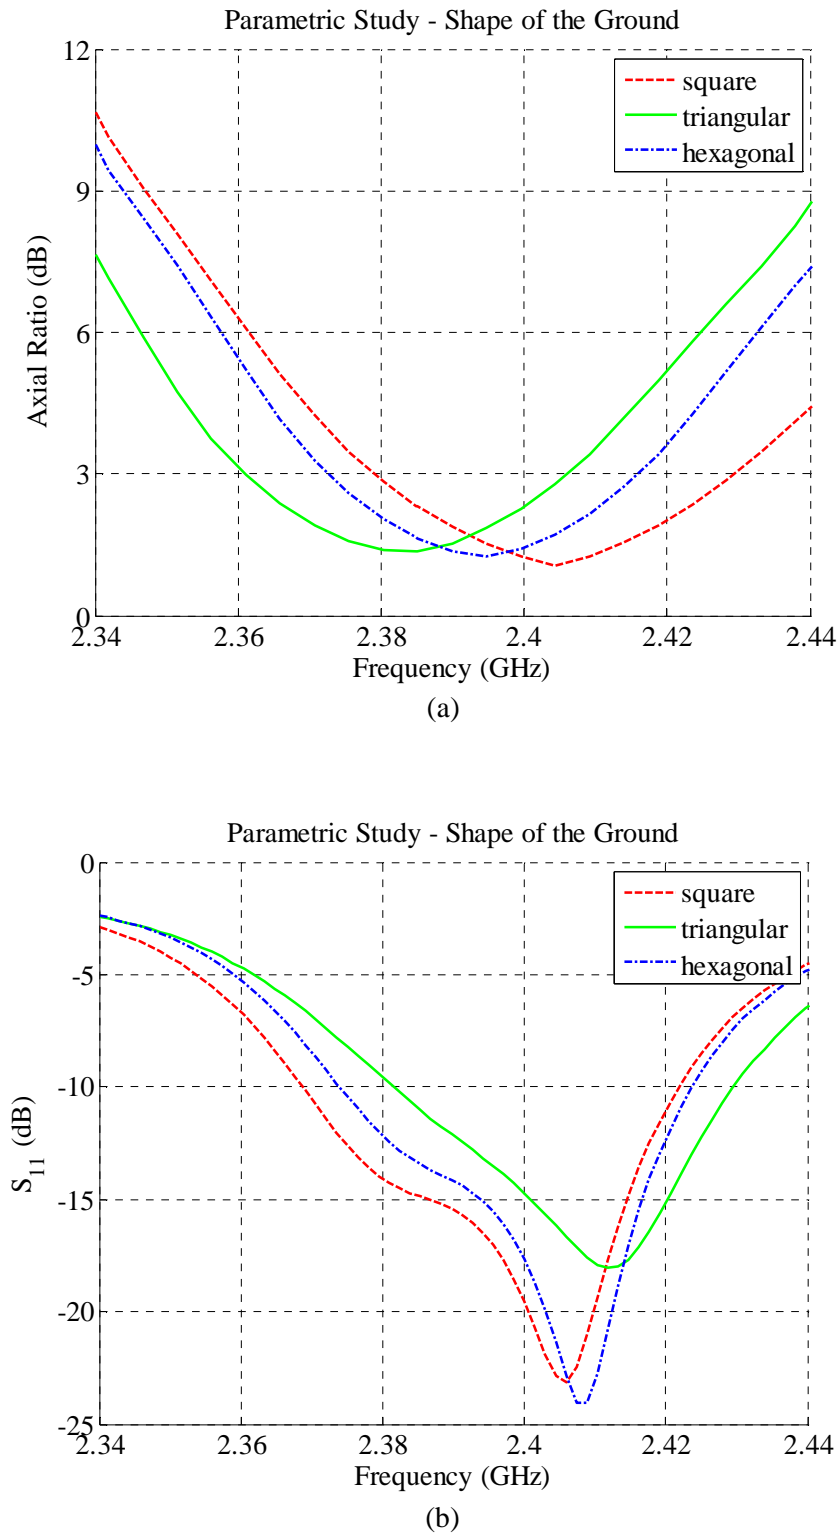 Parametric Study - Shape of the Ground
12
9
6
3
0
Axial Ratio (dB)
square
triangular
hexagonal
2.34
2.36
2.38
2.4
2.42
2.44
Frequency (GHz)
(a)
Parametric Study - Shape of the Ground
0
-5
-10
-15
-20
-25
S11 (dB)
square
triangular
hexagonal
2.34
2.36
2.38
2.4
2.42
2.44
Frequency (GHz)
(b)